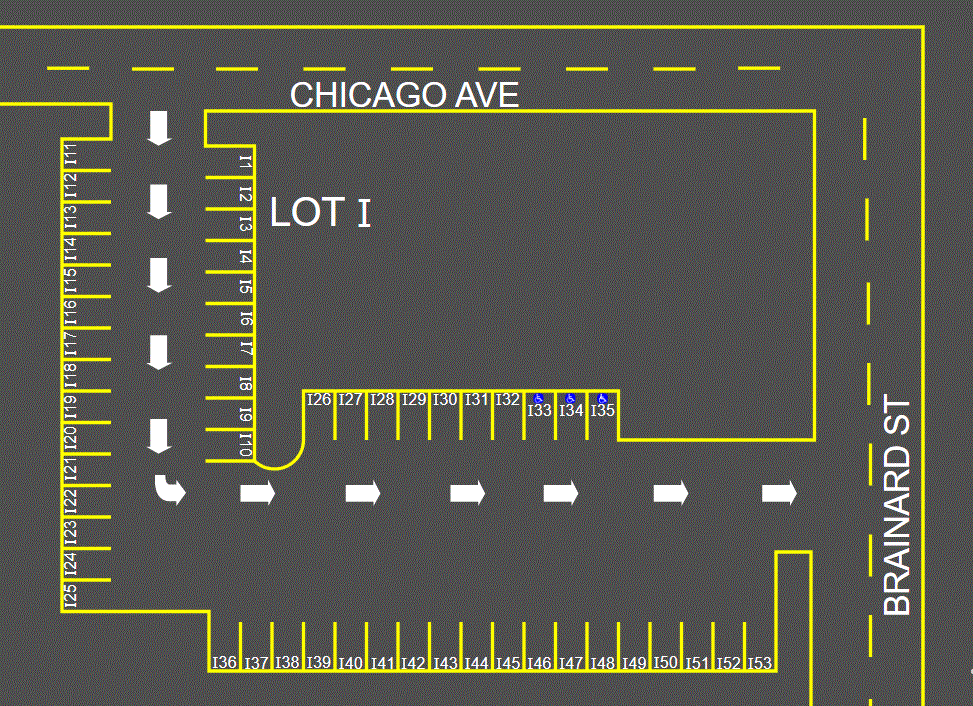 CHICAGO AVE
LOT I
BRAINARD ST
I1
I2
I3
I4
I5
I6
I7
I8
I9
I10
I11
I12
I13
I14
I15
I16
I17
I18
I19
I20
I21
I22
I23
I24
I25
I26 I27 I28 I29 I30 I31 I32 I33 I34 I35
I36 I37 I38 I39 I40 I41 I42 I43 I44 I45 I46 I47 I48 I49 I50 I51 I52 I53